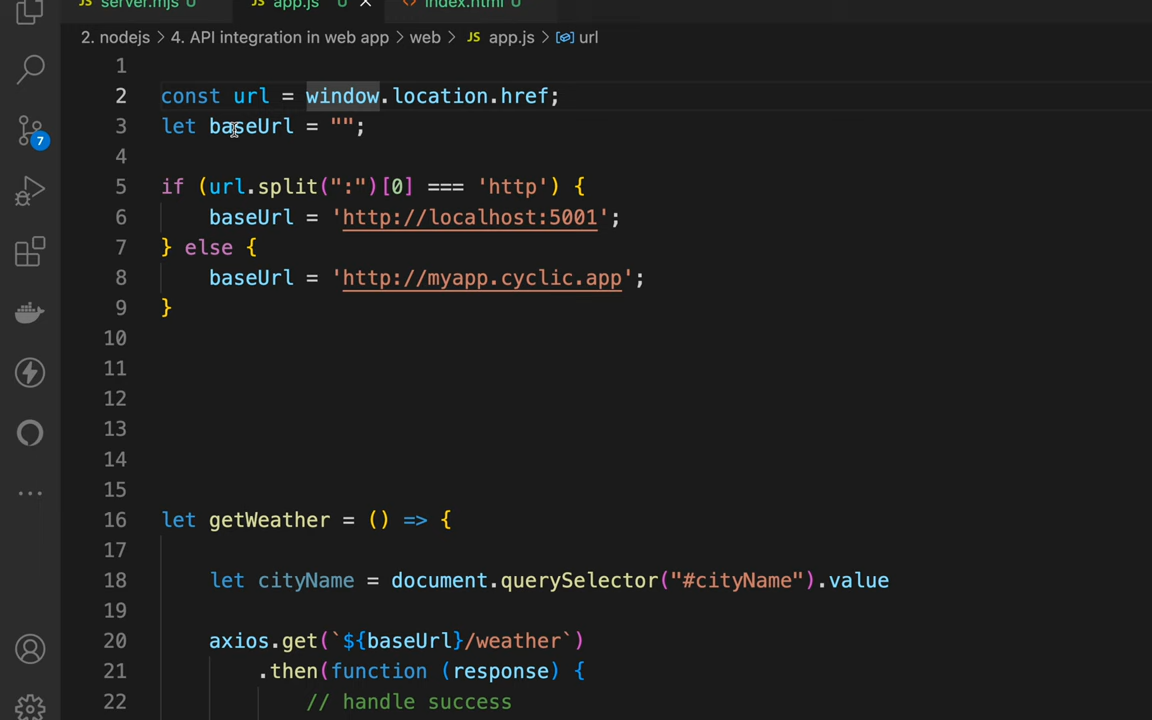 server.mjs U app.js U index.html U
2. nodejs > 4. API integration in web app > web > JS app.js > url
1
2 const url = window.location.href;
3 let baseUrl = "";
4
5 if (url.split(":")[0] === 'http') {
6 baseUrl = 'http://localhost:5001';
7 } else {
8 baseUrl = 'http://myapp.cyclic.app';
9 }
10
11
12
13
14
15
16 let getWeather = () => {
17
18 let cityName = document.querySelector("#cityName").value
19
20 axios.get(`${baseUrl}/weather`)
21 .then(function (response) {
22 // handle success
7